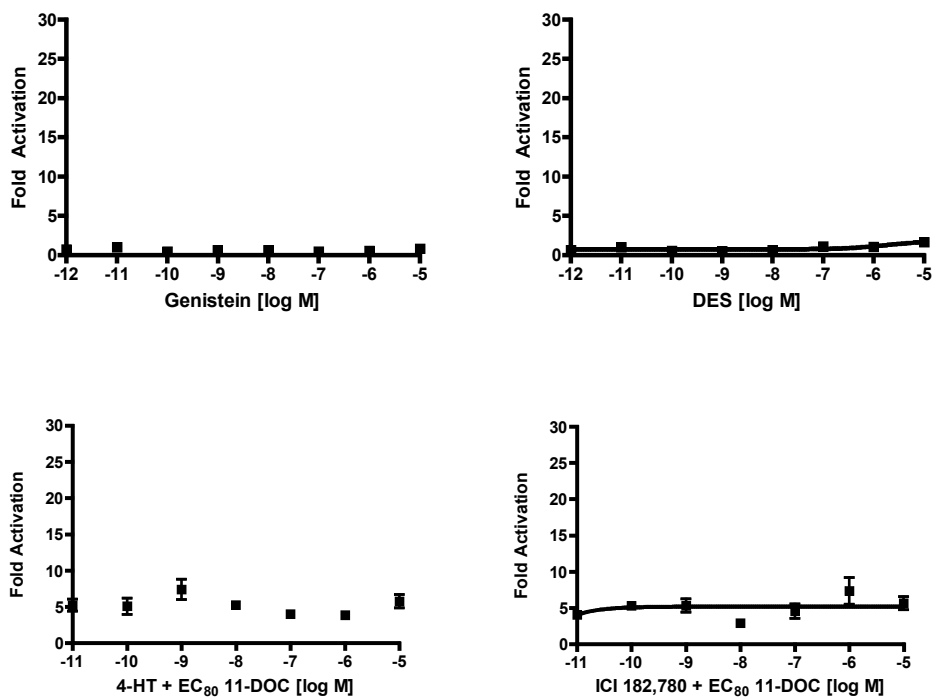 30
25
20
15
10
5
0
Fold Activation
-12 -11 -10 -9 -8 -7 -6 -5
Genistein [log M]
30
25
20
15
10
5
0
Fold Activation
-12 -11 -10 -9 -8 -7 -6 -5
DES [log M]
30
25
20
15
10
5
0
Fold Activation
-11 -10 -9 -8 -7 -6 -5
4-HT + EC80 11-DOC [log M]
30
25
20
15
10
5
0
Fold Activation
-11 -10 -9 -8 -7 -6 -5
ICI 182,780 + EC80 11-DOC [log M]